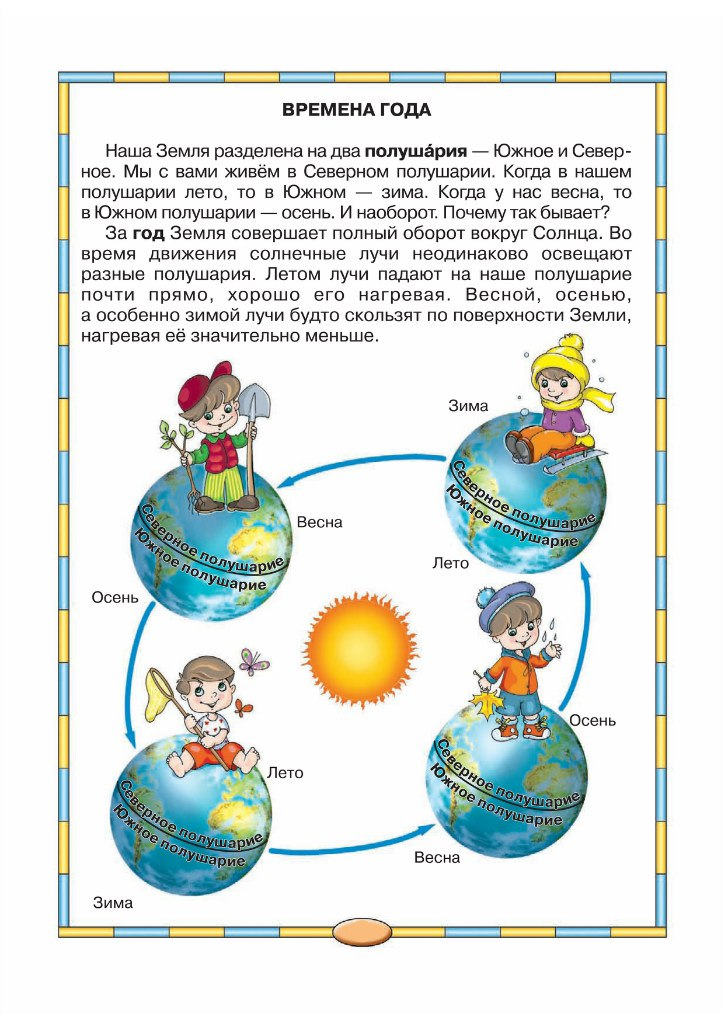 ВРЕМЕНА ГОДА
Наша Земля разделена на два полуша́рия — Южное и Север-
ное. Мы с вами живём в Северном полушарии. Когда в нашем
полушарии лето, то в Южном — зима. Когда у нас весна, то
в Южном полушарии — осень. И наоборот. Почему так бывает?
За год Земля совершает полный оборот вокруг Солнца. Во
время движения солнечные лучи неодинаково освещают
разные полушария. Летом лучи падают на наше полушарие
почти прямо, хорошо его нагревая. Весной, осенью,
а особенно зимой лучи будто скользят по поверхности Земли,
нагревая её значительно меньше.
Зима
Северное полушарие
Южное полушарие
Лето
Весна
Северное полушарие
Южное полушарие
Осень
Осень
Северное полушарие
Южное полушарие
Весна
Лето
Северное полушарие
Южное полушарие
Зима